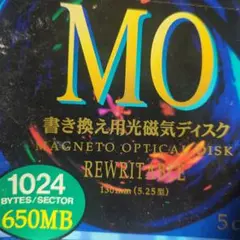 MO
書き換え用光磁気ディスク
MAGNETO OPTICAL DISK
REWRITABLE
130mm (5.25型)
1024
BYTES/SECTOR
650MB
5